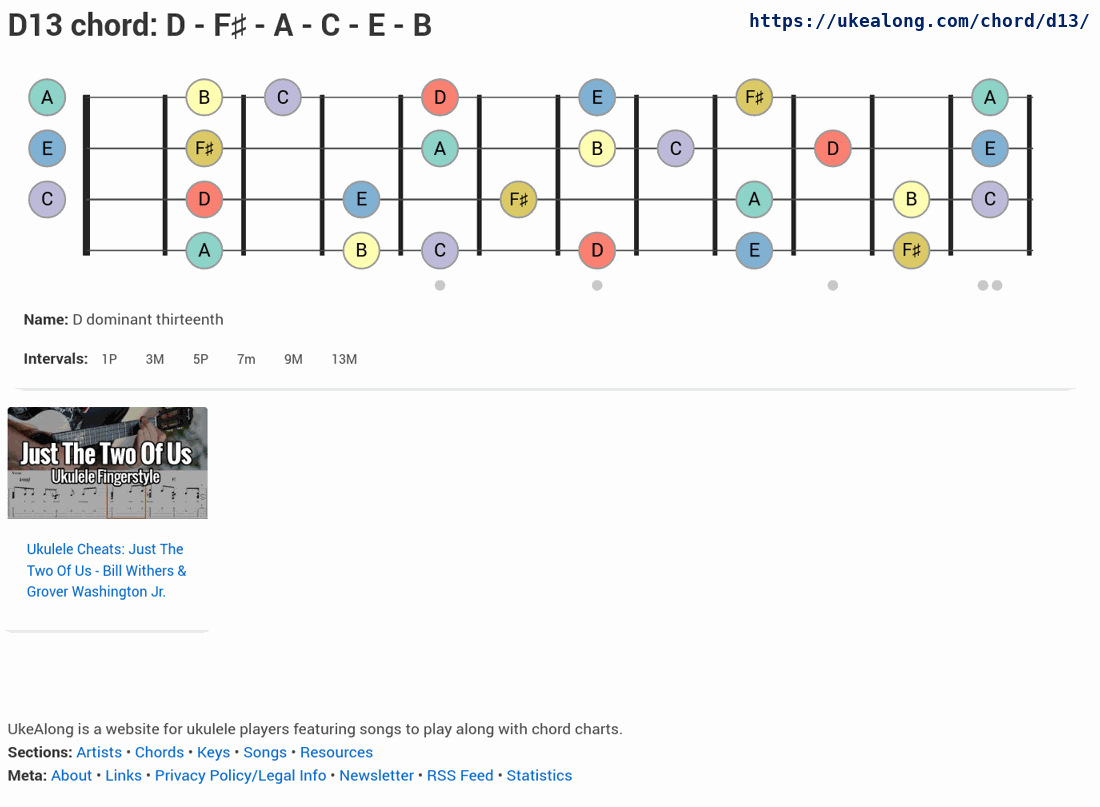 D13 chord: D - F♯ - A - C - E - B
https://ukealong.com/chord/d13/
A B C D E F♯ A
E F♯ A B C D E
C D E F♯ A B C
A B C D E F♯
Name: D dominant thirteenth
Intervals: 1P 3M 5P 7m 9M 13M
Just The Two Of Us
Ukulele Fingerstyle
Ukulele Cheats: Just The
Two Of Us - Bill Withers &
Grover Washington Jr.
UkeAlong is a website for ukulele players featuring songs to play along with chord charts.
Sections: Artists • Chords • Keys • Songs • Resources
Meta: About • Links • Privacy Policy/Legal Info • Newsletter • RSS Feed • Statistics